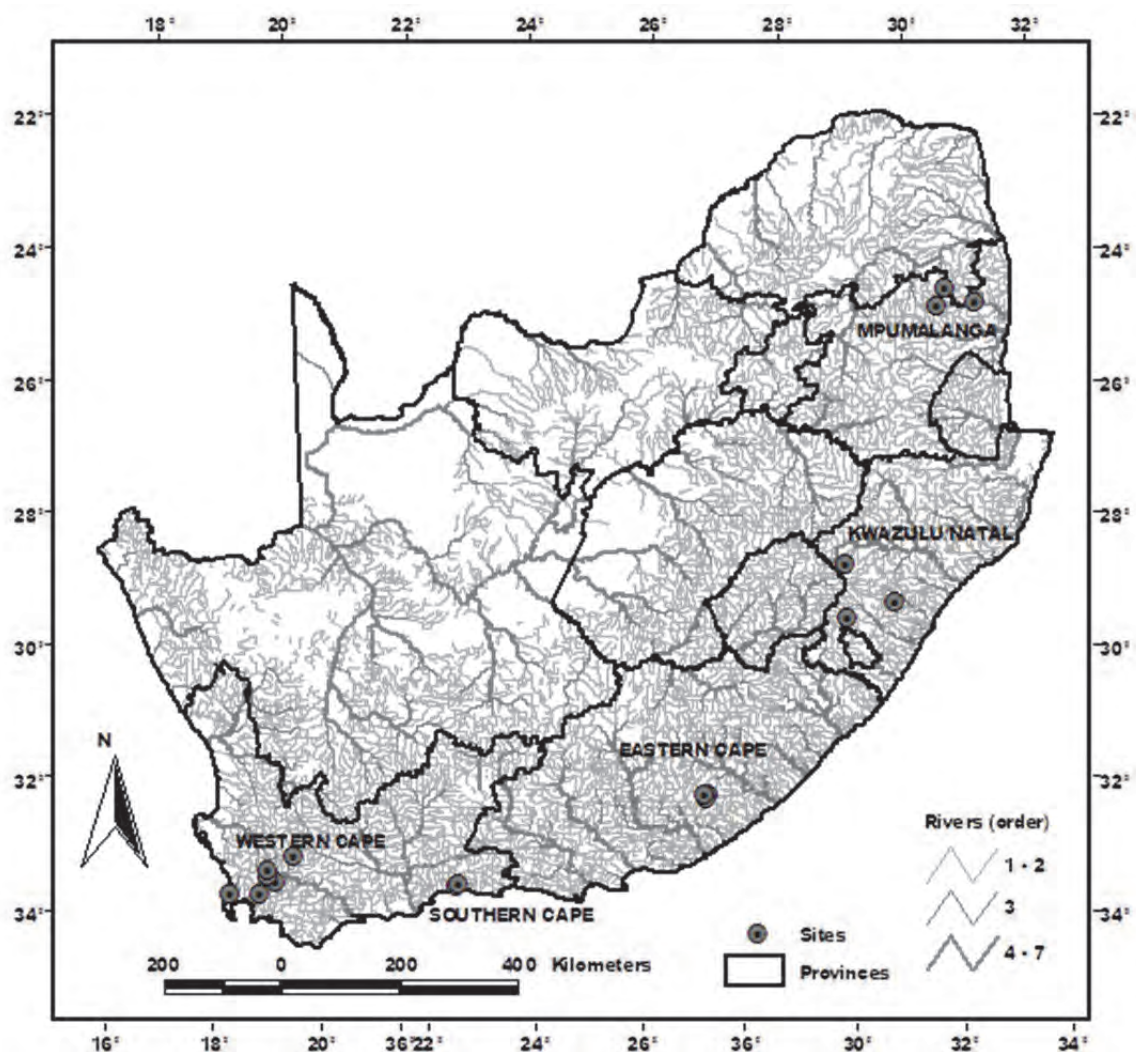 18° 20° 22° 24° 26° 28° 30° 32°
22° 22°
24° 24°
MPUMALANGA
26° 26°
28° 28°
KWAZULU NATAL
30° 30°
N
EASTERN CAPE
32° 32°
WESTERN CAPE
Rivers (order)
1 - 2
3
4 - 7
34° 34°
SOUTHERN CAPE
Sites
Provinces
200 0 200 400 Kilometers
16° 18° 20° 36°22° 24° 26° 36° 28° 30° 32° 34°